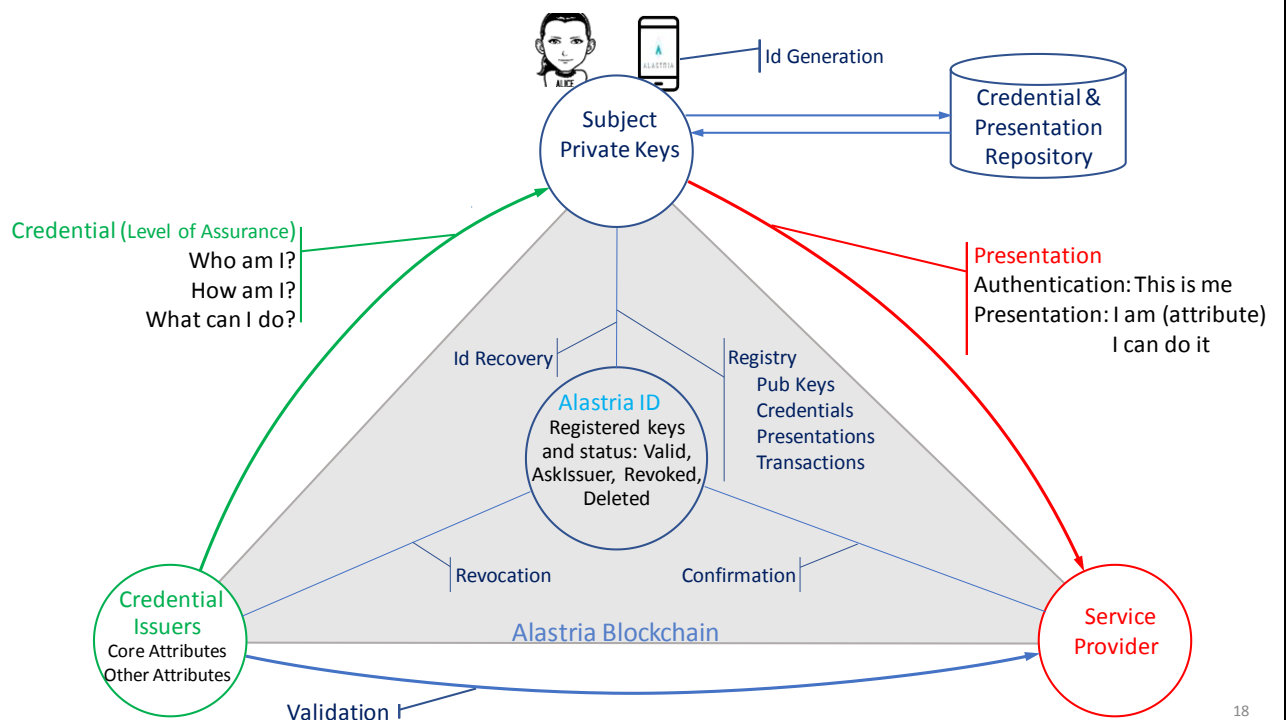 ALICE
ALASTRIA
Id Generation
Subject
Private Keys
Credential &
Presentation
Repository
Credential (Level of Assurance)
Who am I?
How am I?
What can I do?
Presentation
Authentication: This is me
Presentation: I am (attribute)
I can do it
Id Recovery
Registry
Pub Keys
Credentials
Presentations
Transactions
Alastria ID
Registered keys
and status: Valid,
AskIssuer, Revoked,
Deleted
Revocation
Confirmation
Credential
Issuers
Core Attributes
Other Attributes
Alastria Blockchain
Service
Provider
Validation
18